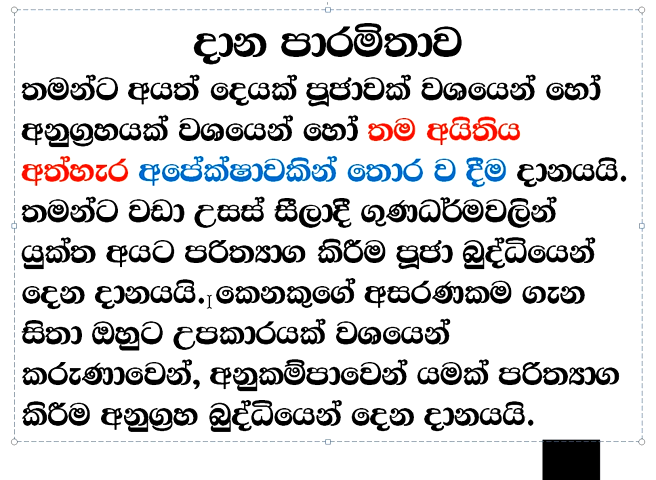 දාන පාරමිතාව
තමන්ට අයත් දෙයක් පූජාවක් වශයෙන් හෝ
අනුග්‍රහයක් වශයෙන් හෝ තම අයිතිය
අත්හැර අපේක්ෂාවකින් තොර ව දීම දානයයි.
තමන්ට වඩා උසස් සීලාදී ගුණධර්මවලින්
යුක්ත අයට පරිත්‍යාග කිරීම පූජා බුද්ධියෙන්
දෙන දානයයි. කෙනකුගේ අසරණකම ගැන
සිතා ඔහුට උපකාරයක් වශයෙන්
කරුණාවෙන්, අනුකම්පාවෙන් යමක් පරිත්‍යාග
කිරීම අනුග්‍රහ බුද්ධියෙන් දෙන දානයයි.